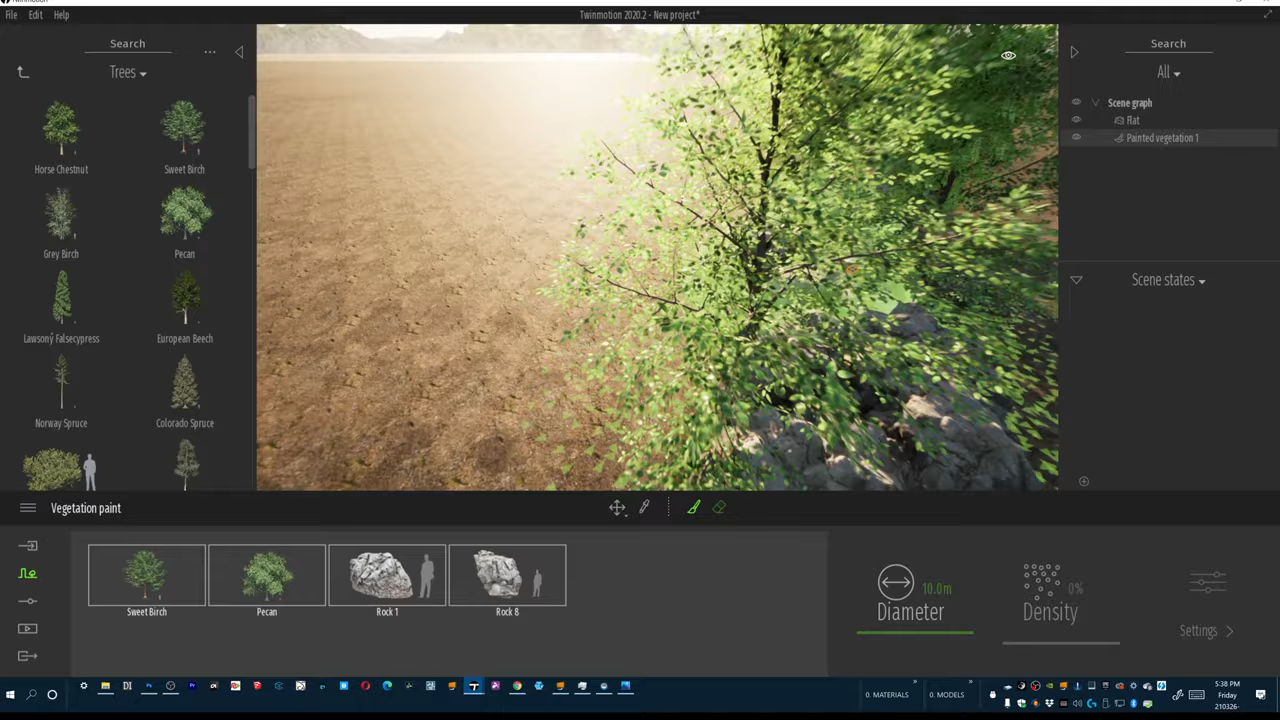 Twinmotion
File Edit Help
Twinmotion 2020.2 - New project*
Search
...
Trees
Horse Chestnut
Sweet Birch
Grey Birch
Pecan
Lawsony Falsecypress
European Beech
Norway Spruce
Colorado Spruce
Search
All
Scene graph
Flat
Painted vegetation 1
Scene states
Vegetation paint
Sweet Birch
Pecan
Rock 1
Rock 8
10.0m
Diameter
0%
Density
Settings
0. MATERIALS
0. MODELS
5:38 PM
Friday
210326-